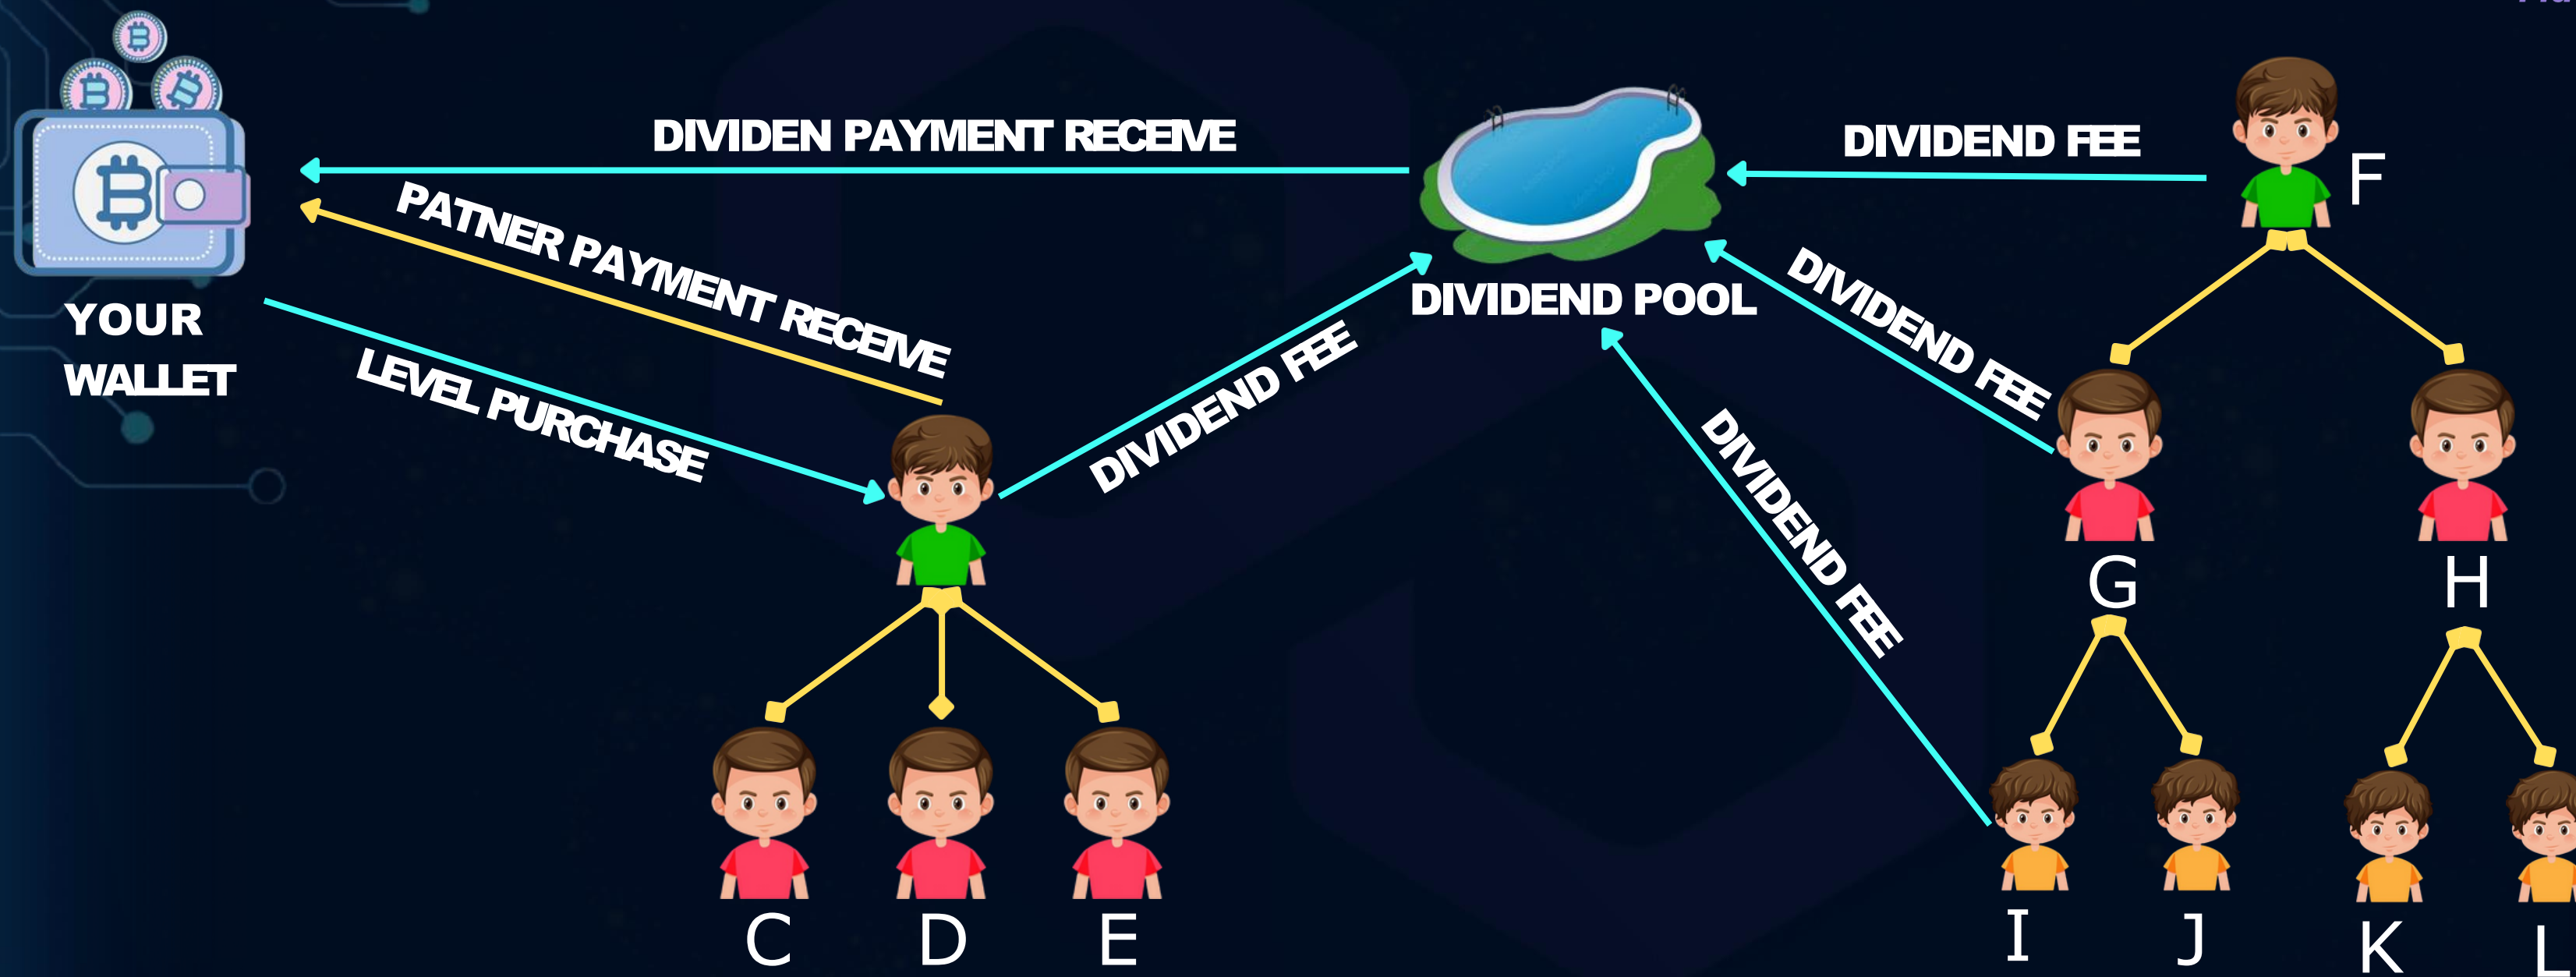 DIVIDEN PAYMENT RECEIVE
DIVIDEND FEE
F
PATNER PAYMENT RECEIVE
YOUR
WALLET
LEVEL PURCHASE
DIVIDEND POOL
DIVIDEND FEE
DIVIDEND FEE
DIVIDEND FEE
G
H
C
D
E
I
J
K
L